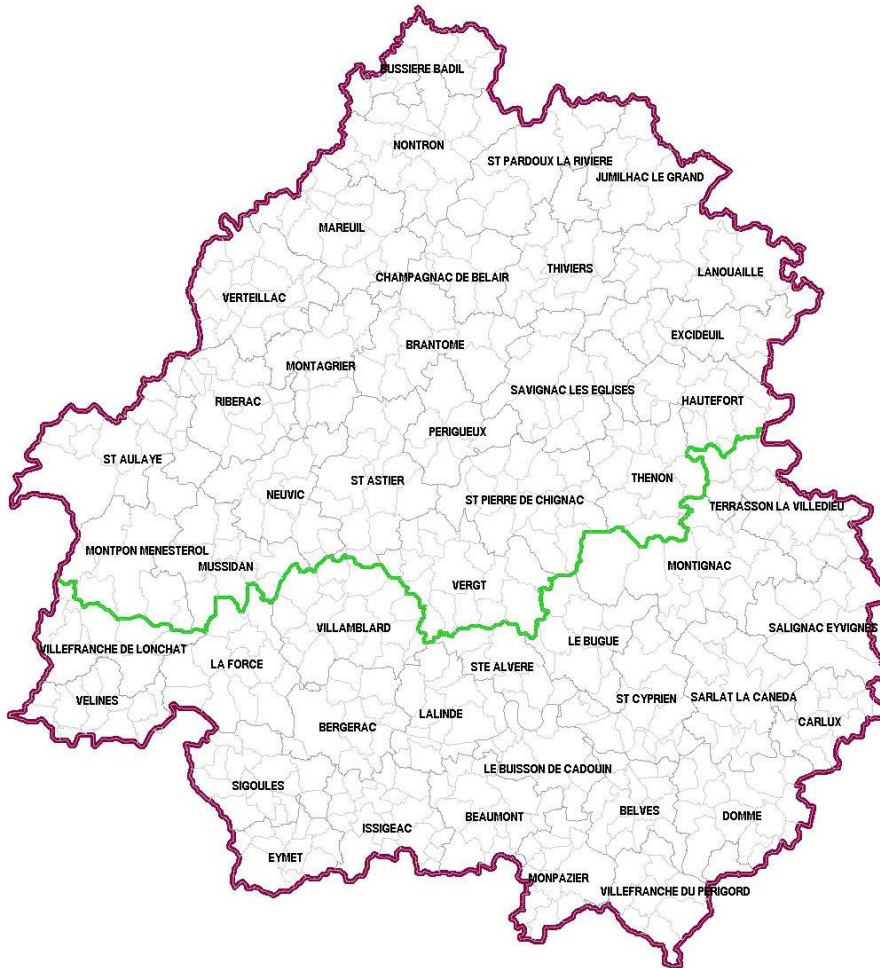 BUSSIERE BADIL
NONTRON
ST PARDOUX LA RIVIERE
JUMILHAC LE GRAND
MAREUIL
CHAMPAGNAC DE BELAIR
THIVIERS
LANOUAILLE
VERTEILLAC
EXCIDEUIL
BRANTOME
MONTAGRIER
SAVIGNAC LES EGLISES
RIBERAC
HAUTEFORT
PERIGUEUX
ST AULAYE
ST ASTIER
THENON
NEUVIC
ST PIERRE DE CHIGNAC
TERRASSON LA VILLEDIEU
MONTPON MENESTEROL
MUSSIDAN
MONTIGNAC
VERGT
VILLAMBLARD
SALIGNAC EYVIGNES
LE BUGUE
VILLEFRANCHE DE LONCHAT
LA FORCE
STE ALVERE
VELINES
ST CYPRIEN
SARLAT LA CANEDA
LALINDE
CARLUX
BERGERAC
LE BUISSON DE CADOUIN
SIGOULES
BELVES
BEAUMONT
DOMME
ISSIGEAC
EYMET
MONPAZIER
VILLEFRANCHE DU PERIGORD